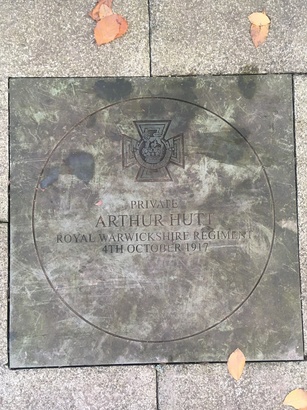 PRIVATE
ARTHUR HUTT
ROYAL WARWICKSHIRE REGIMENT
4TH OCTOBER 1917